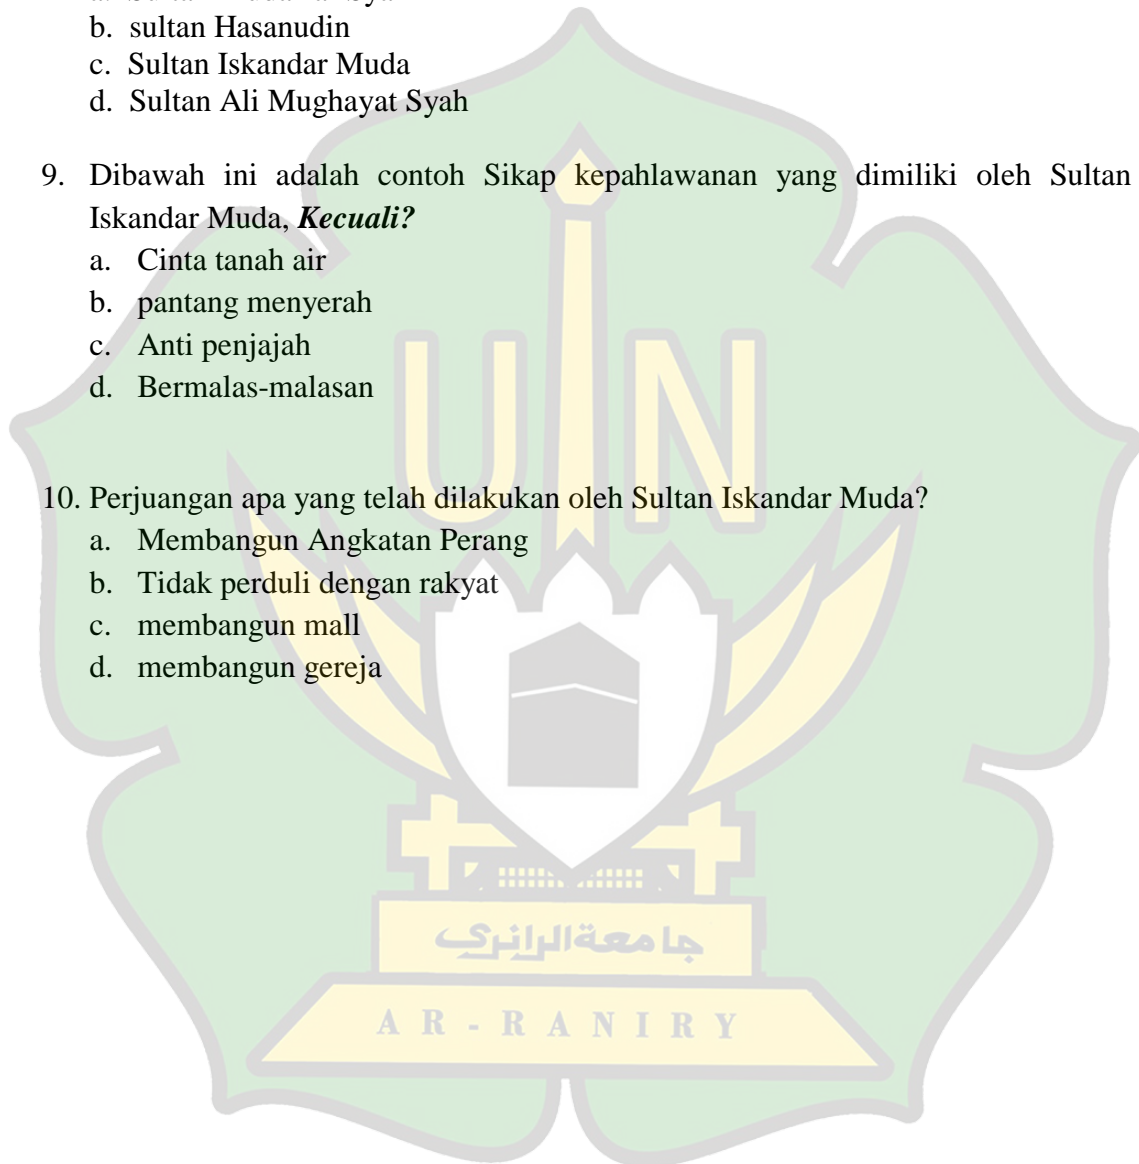 b. sultan Hasanudin
c. Sultan Iskandar Muda
d. Sultan Ali Mughayat Syah
9. Dibawah ini adalah contoh Sikap kepahlawanan yang dimiliki oleh Sultan
Iskandar Muda, Kecuali?
a. Cinta tanah air
b. pantang menyerah
c. Anti penjajah
d. Bermalas-malasan
10. Perjuangan apa yang telah dilakukan oleh Sultan Iskandar Muda?
a. Membangun Angkatan Perang
b. Tidak perduli dengan rakyat
c. membangun mall
d. membangun gereja
UIN
جامعة الرانري
AR-RANIRY